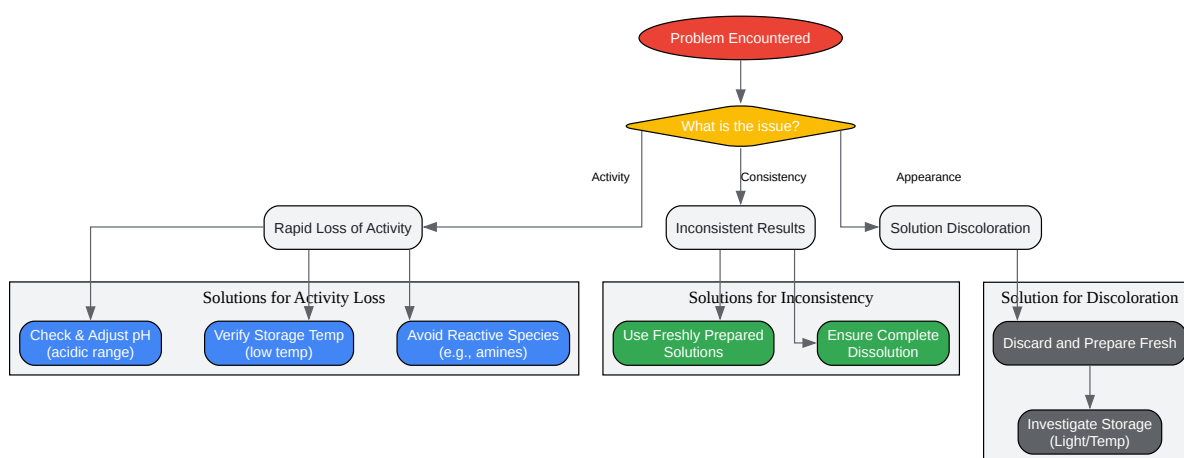 Problem Encountered
What is the issue?
Activity
Consistency
Appearance
Rapid Loss of Activity
Inconsistent Results
Solution Discoloration
Solutions for Activity Loss
Check & Adjust pH
(acidic range)
Verify Storage Temp
(low temp)
Avoid Reactive Species
(e.g., amines)
Solutions for Inconsistency
Use Freshly Prepared
Solutions
Ensure Complete
Dissolution
Solution for Discoloration
Discard and Prepare Fresh
Investigate Storage
(Light/Temp)